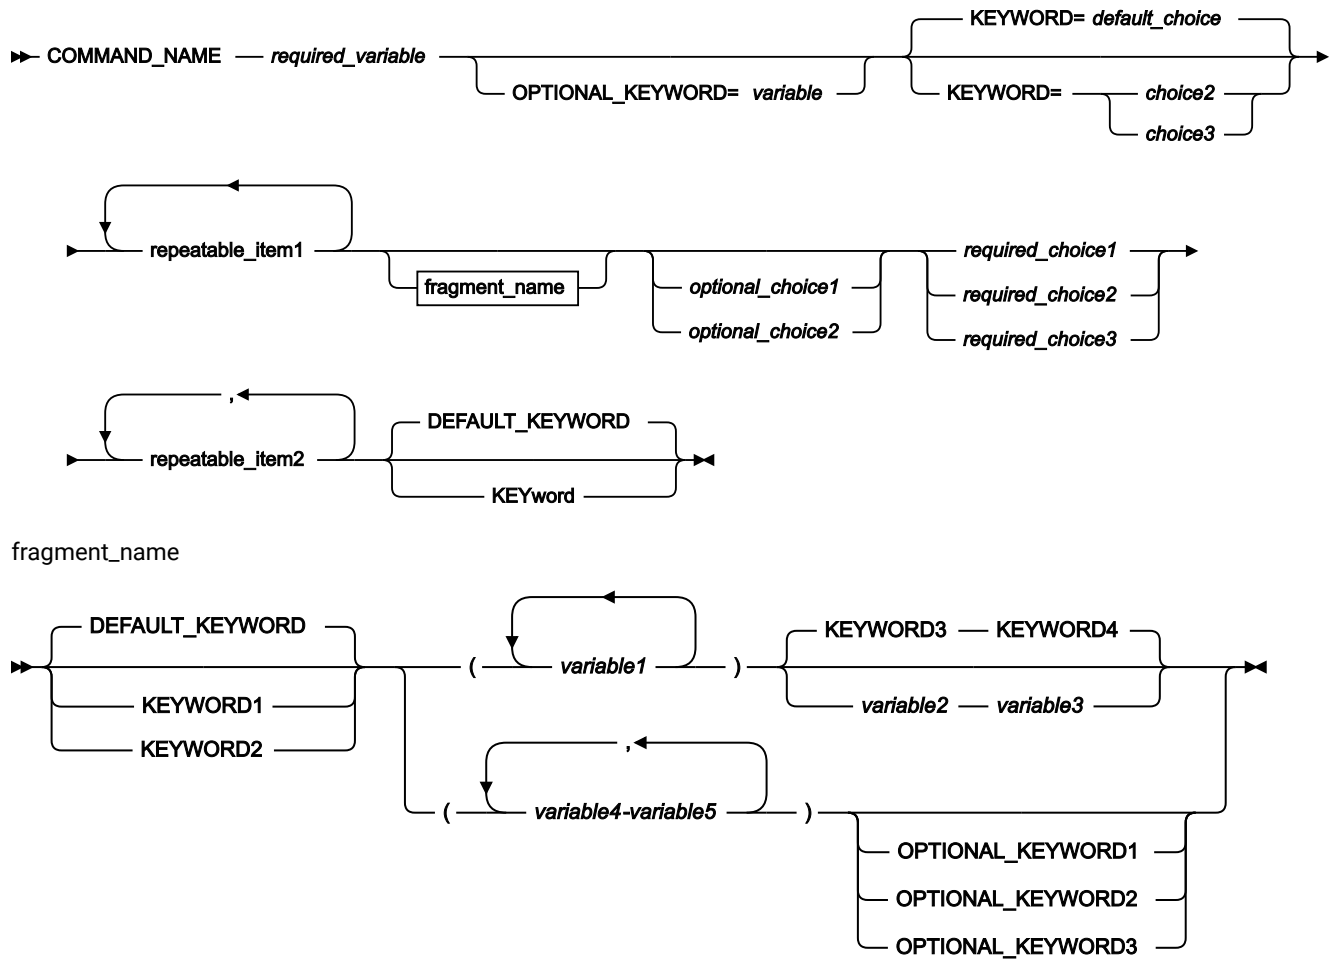 KEYWORD= default_choice
COMMAND_NAME required_variable
OPTIONAL_KEYWORD= variable KEYWORD= choice2
choice3
repeatable_item1 required_choice1
fragment_name optional_choice1 required_choice2
optional_choice2 required_choice3
,
DEFAULT_KEYWORD
repeatable_item2
KEYword
fragment_name
DEFAULT_KEYWORD KEYWORD3 KEYWORD4
( variable1 )
KEYWORD1 variable2 variable3
KEYWORD2
,
( variable4-variable5 )
OPTIONAL_KEYWORD1
OPTIONAL_KEYWORD2
OPTIONAL_KEYWORD3